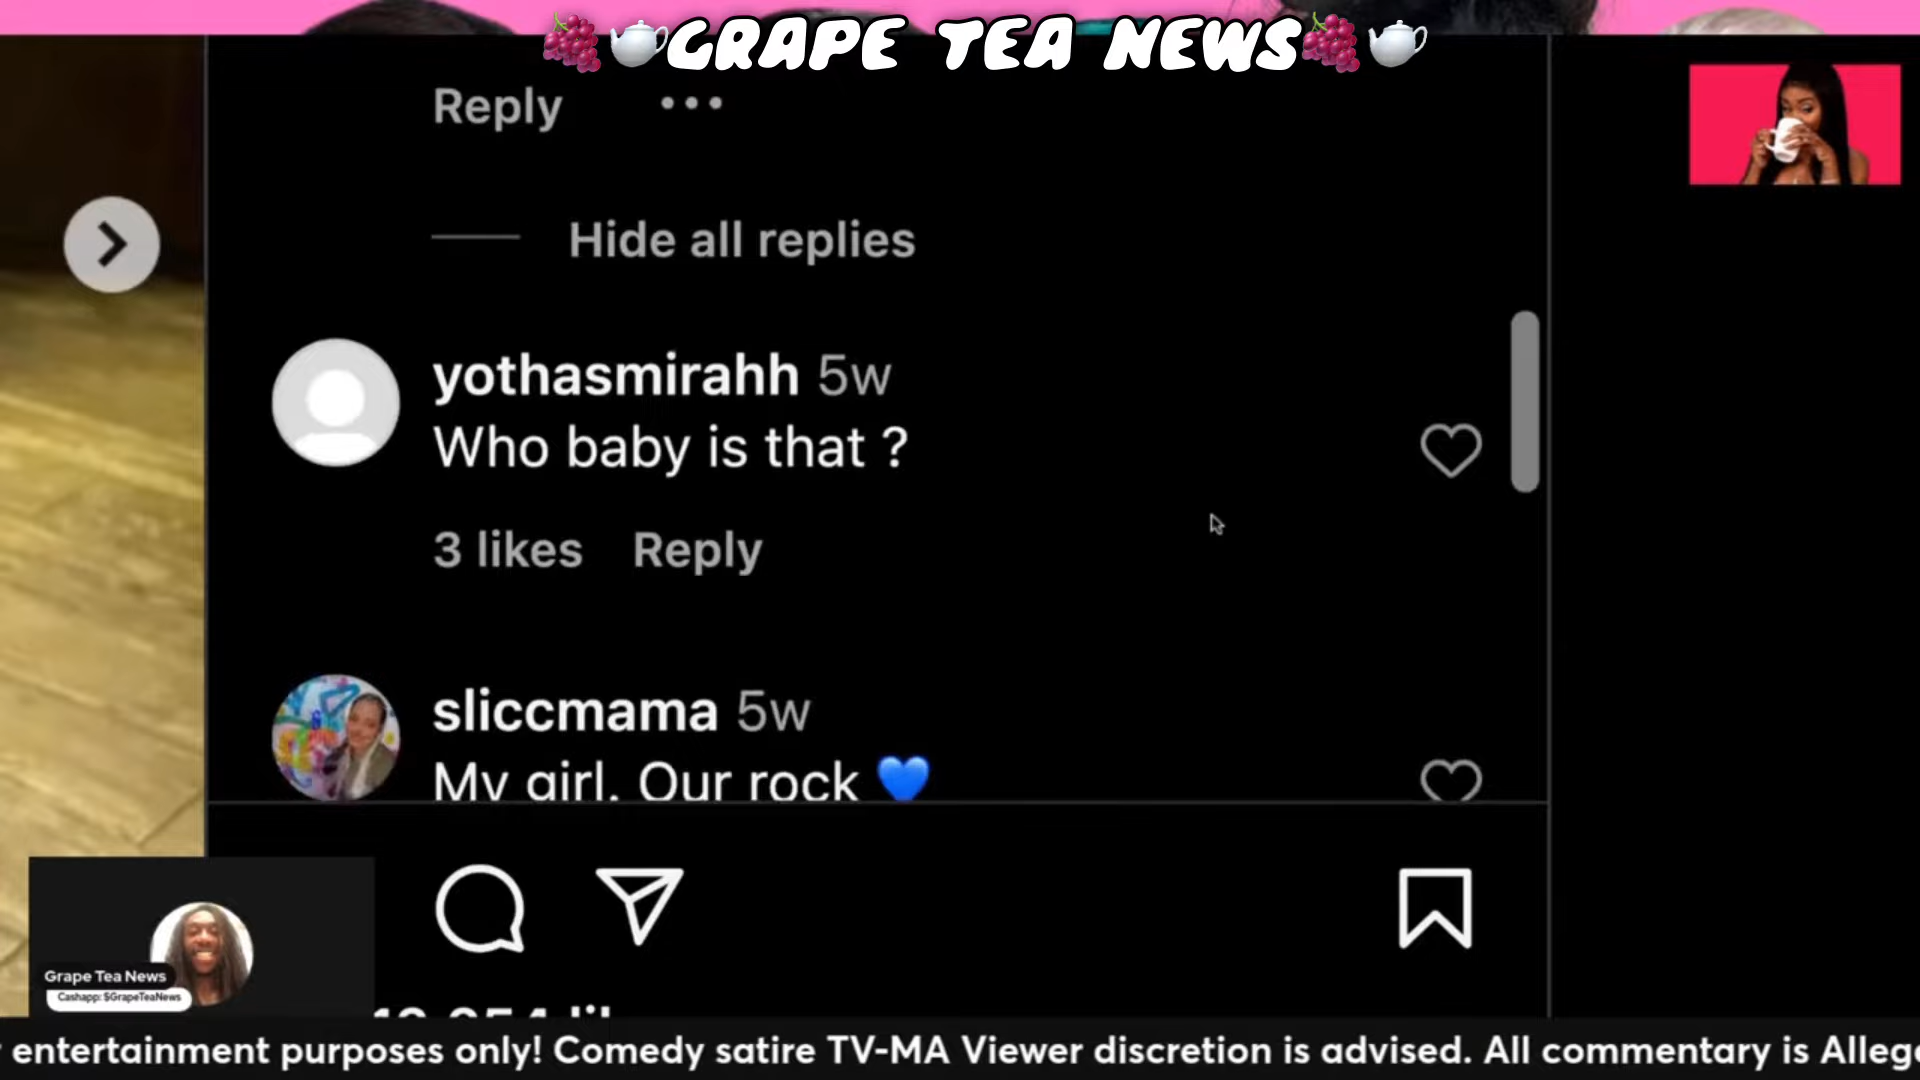 GRAPE TEA NEWS
Reply
Hide all replies
yothasmirahh 5w
Who baby is that ?
3 likes Reply
sliccmama 5w
My girl. Our rock 💙
Grape Tea News
Cashapp: $GrapeTeaNews
entertainment purposes only! Comedy satire TV-MA Viewer discretion is advised. All commentary is